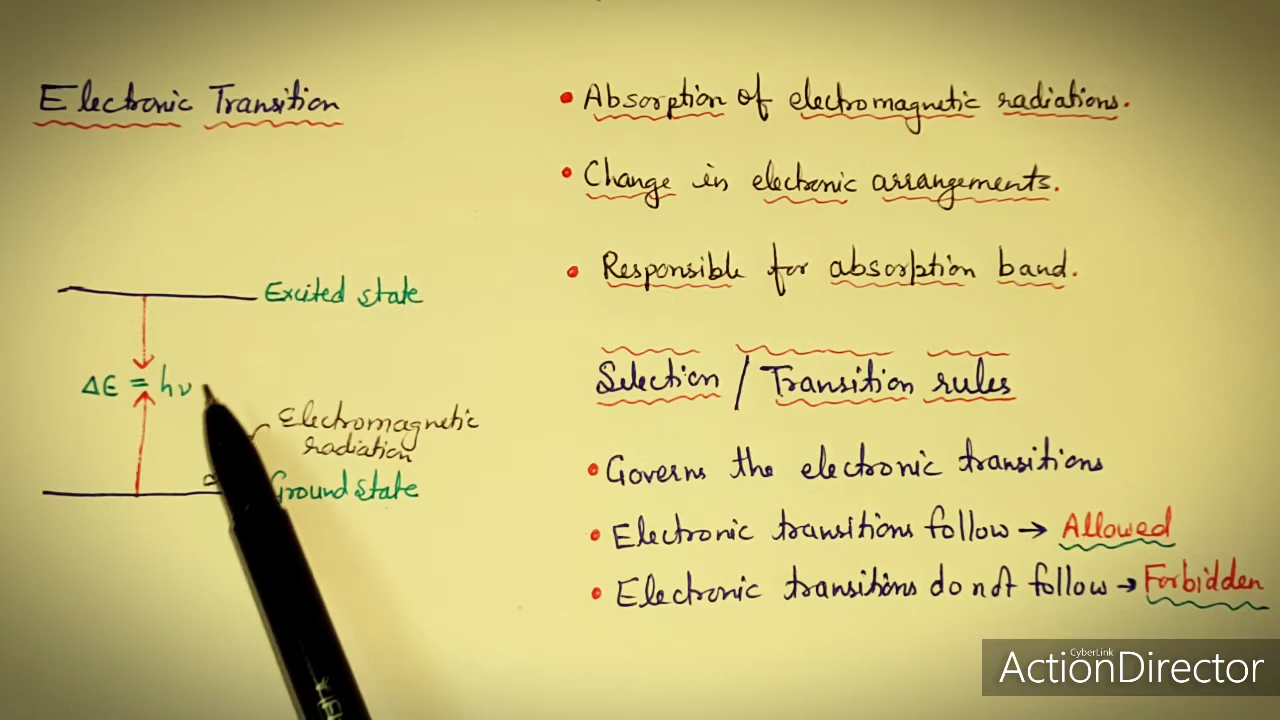 Electronic Transition
Excited state
ΔE = hν
Electromagnetic
radiation
Ground state
• Absorption of electromagnetic radiations.
• Change in electronic arrangements.
• Responsible for absorption band.
Selection / Transition rules
• Governs the electronic transitions
• Electronic transitions follow → Allowed
• Electronic transitions do not follow → Forbidden
CyberLink
ActionDirector